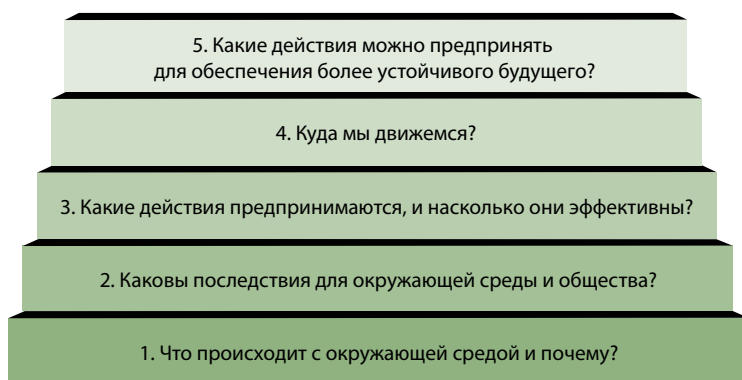 5. Какие действия можно предпринять
для обеспечения более устойчивого будущего?
4. Куда мы движемся?
3. Какие действия предпринимаются, и насколько они эффективны?
2. Каковы последствия для окружающей среды и общества?
1. Что происходит с окружающей средой и почему?